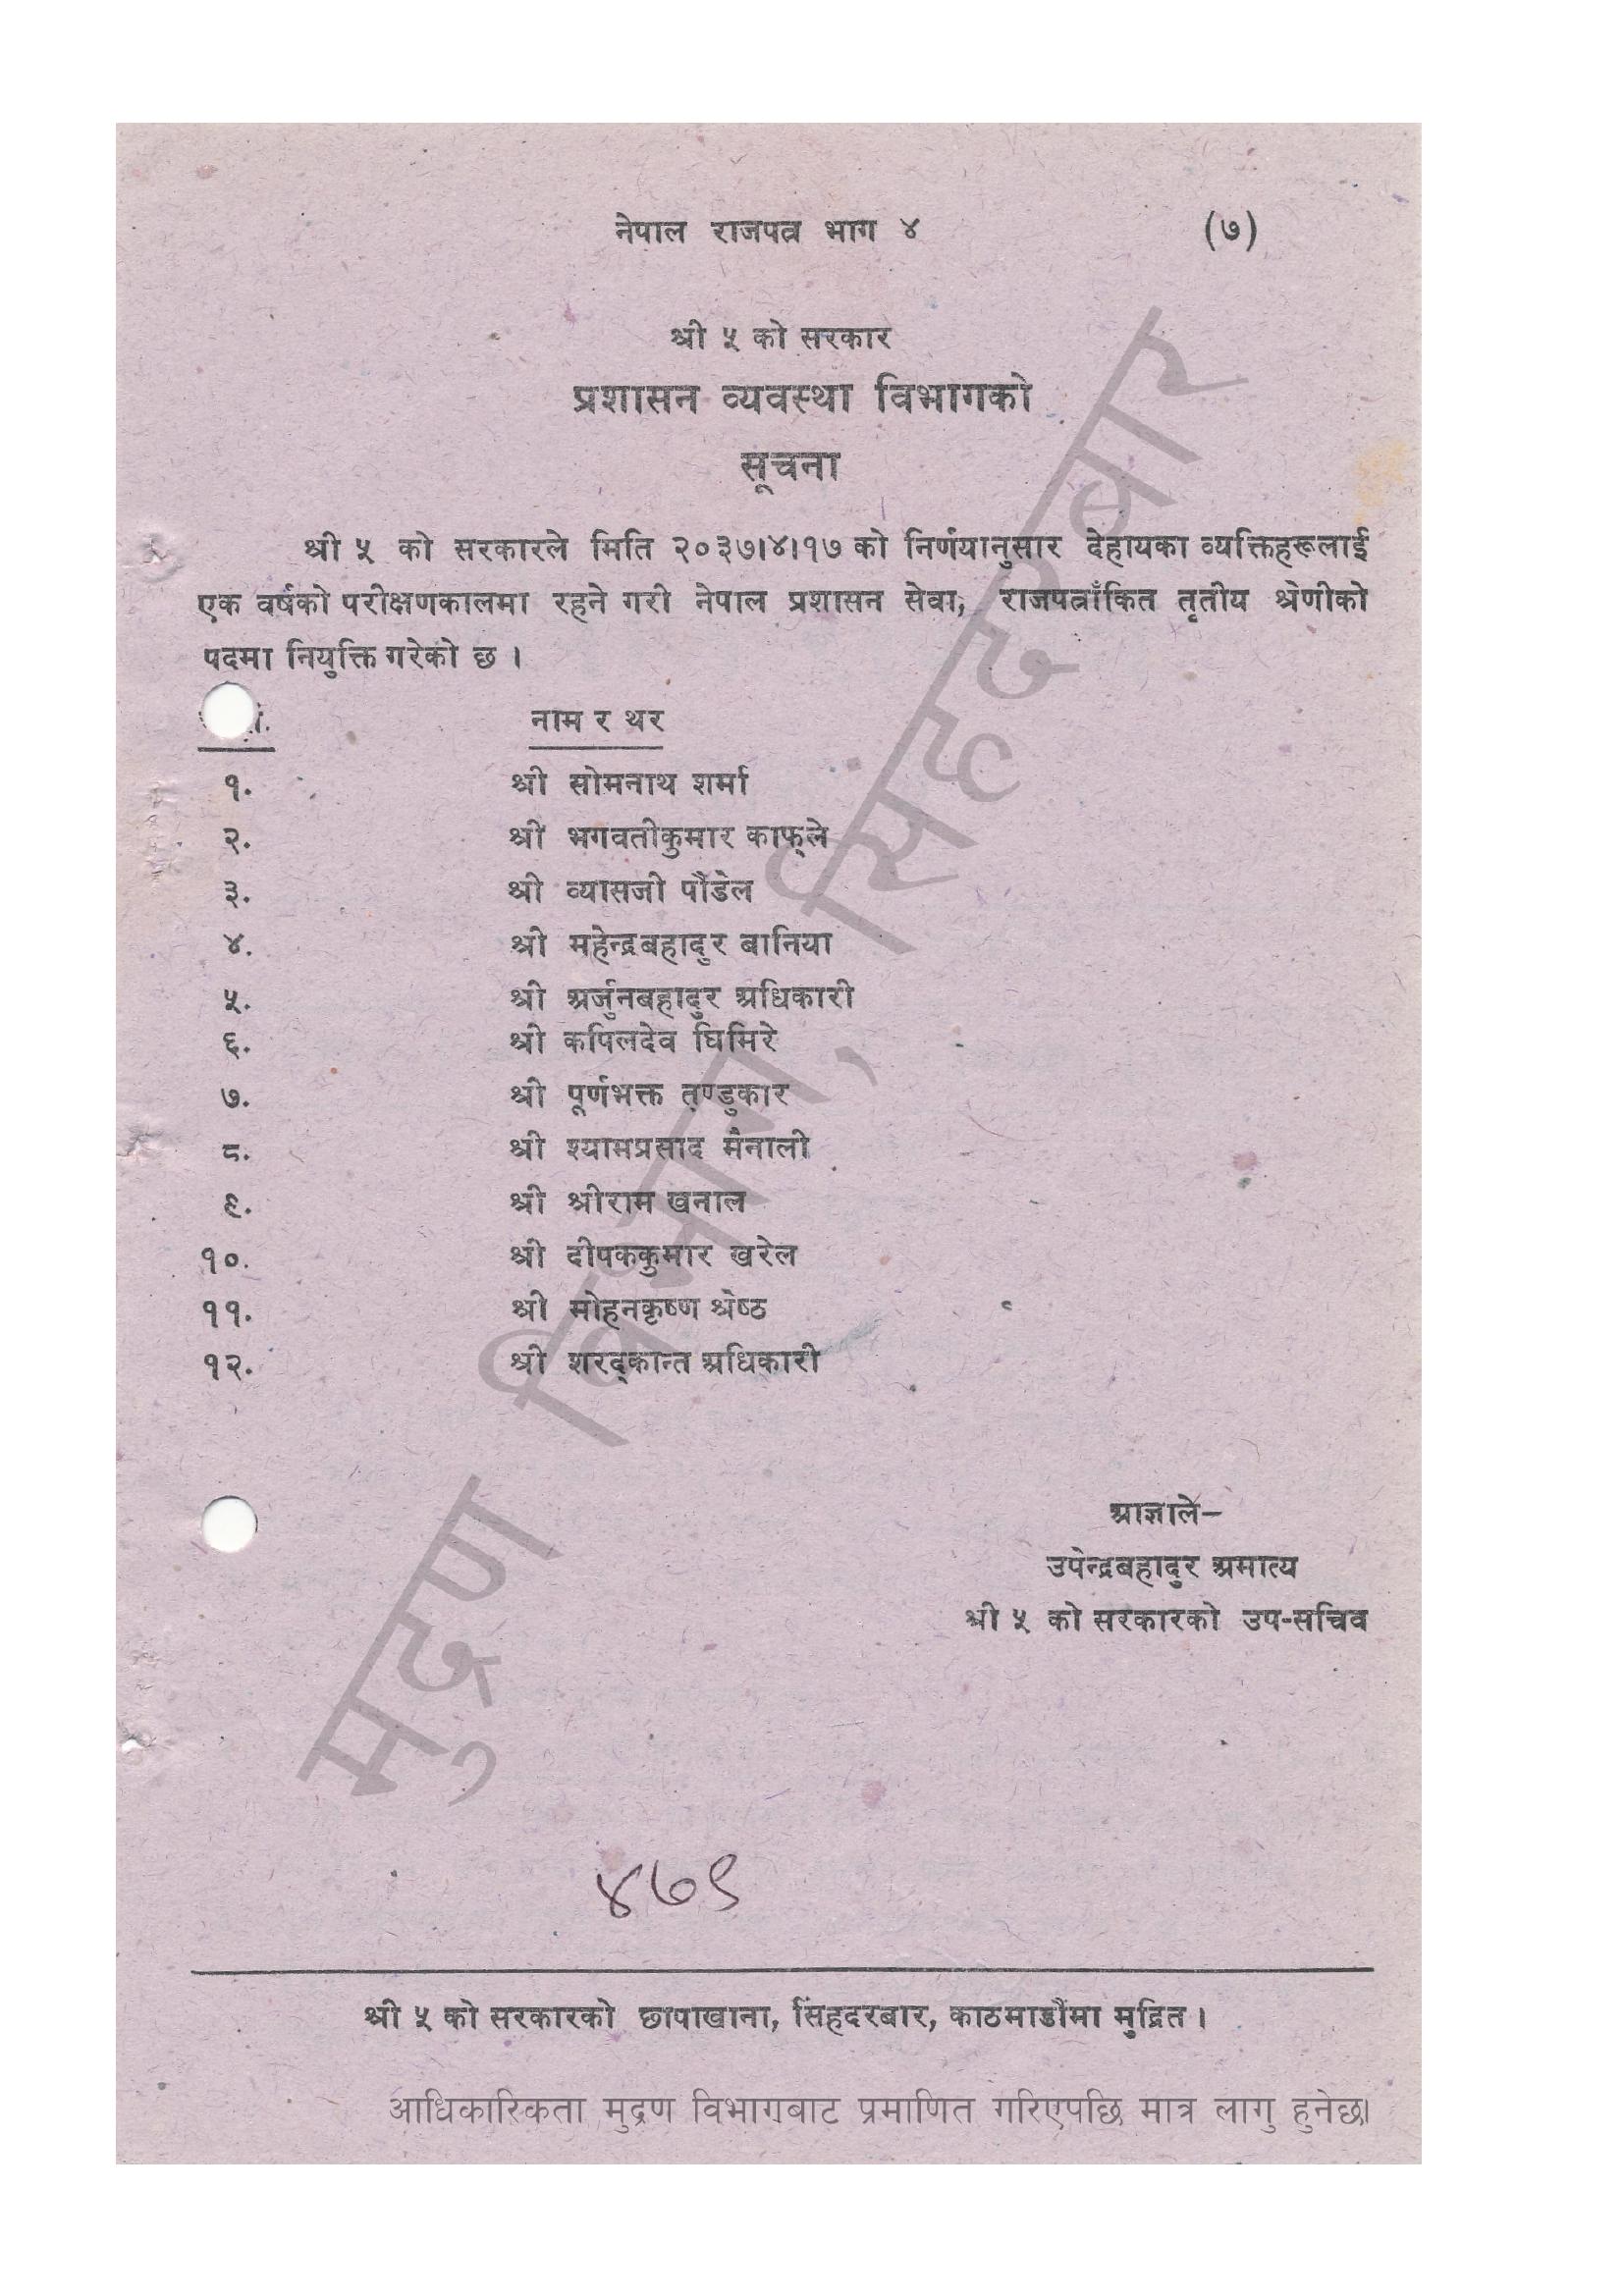 नेपाल राजपत्र भाग ४ (७)
श्री ५ को सरकार
प्रशासन व्यवस्था विभागको
सूचना
श्री ५ को सरकारले मिति २०३७।४।१७ को निर्णयानुसार देहायका व्यक्तिहरूलाई
एक वर्षको परीक्षणकालमा रहने गरी नेपाल प्रशासन सेवा, राजपत्राँकित तृतीय श्रेणीको
पदमा नियुक्ति गरेको छ ।
नाम र थर
१. श्री सोमनाथ शर्मा
२. श्री भगवतीकुमार काफ्ले
३. श्री व्यासजी पौडेल
४. श्री महेन्द्रबहादुर बानिया
५. श्री अर्जुनबहादुर अधिकारी
६. श्री कपिलदेव घिमिरे
७. श्री पूर्णभक्त तण्डुकार
८. श्री श्यामप्रसाद मैनाली
९. श्री श्रीराम खनाल
१०. श्री दीपककुमार खरेल
११. श्री मोहनकृष्ण श्रेष्ठ
१२. श्री शरद्कान्त अधिकारी
आज्ञाले–
उपेन्द्रबहादुर अमात्य
श्री ५ को सरकारको उप-सचिव
मुद्रण विभाग, सिंहदरबार
४७९
श्री ५ को सरकारको छापाखाना, सिंहदरबार, काठमाडौंमा मुद्रित ।
आधिकारिकता मुद्रण विभागबाट प्रमाणित गरिएपछि मात्र लागु हुनेछ।